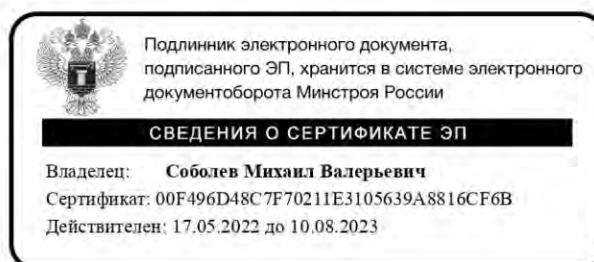 Подлинник электронного документа,
подписанного ЭП, хранится в системе электронного
документоборота Минстроя России
СВЕДЕНИЯ О СЕРТИФИКАТЕ ЭП
Владелец: Соболев Михаил Валерьевич
Сертификат: 00F496D48C7F70211E3105639A8816CF6B
Действителен: 17.05.2022 до 10.08.2023